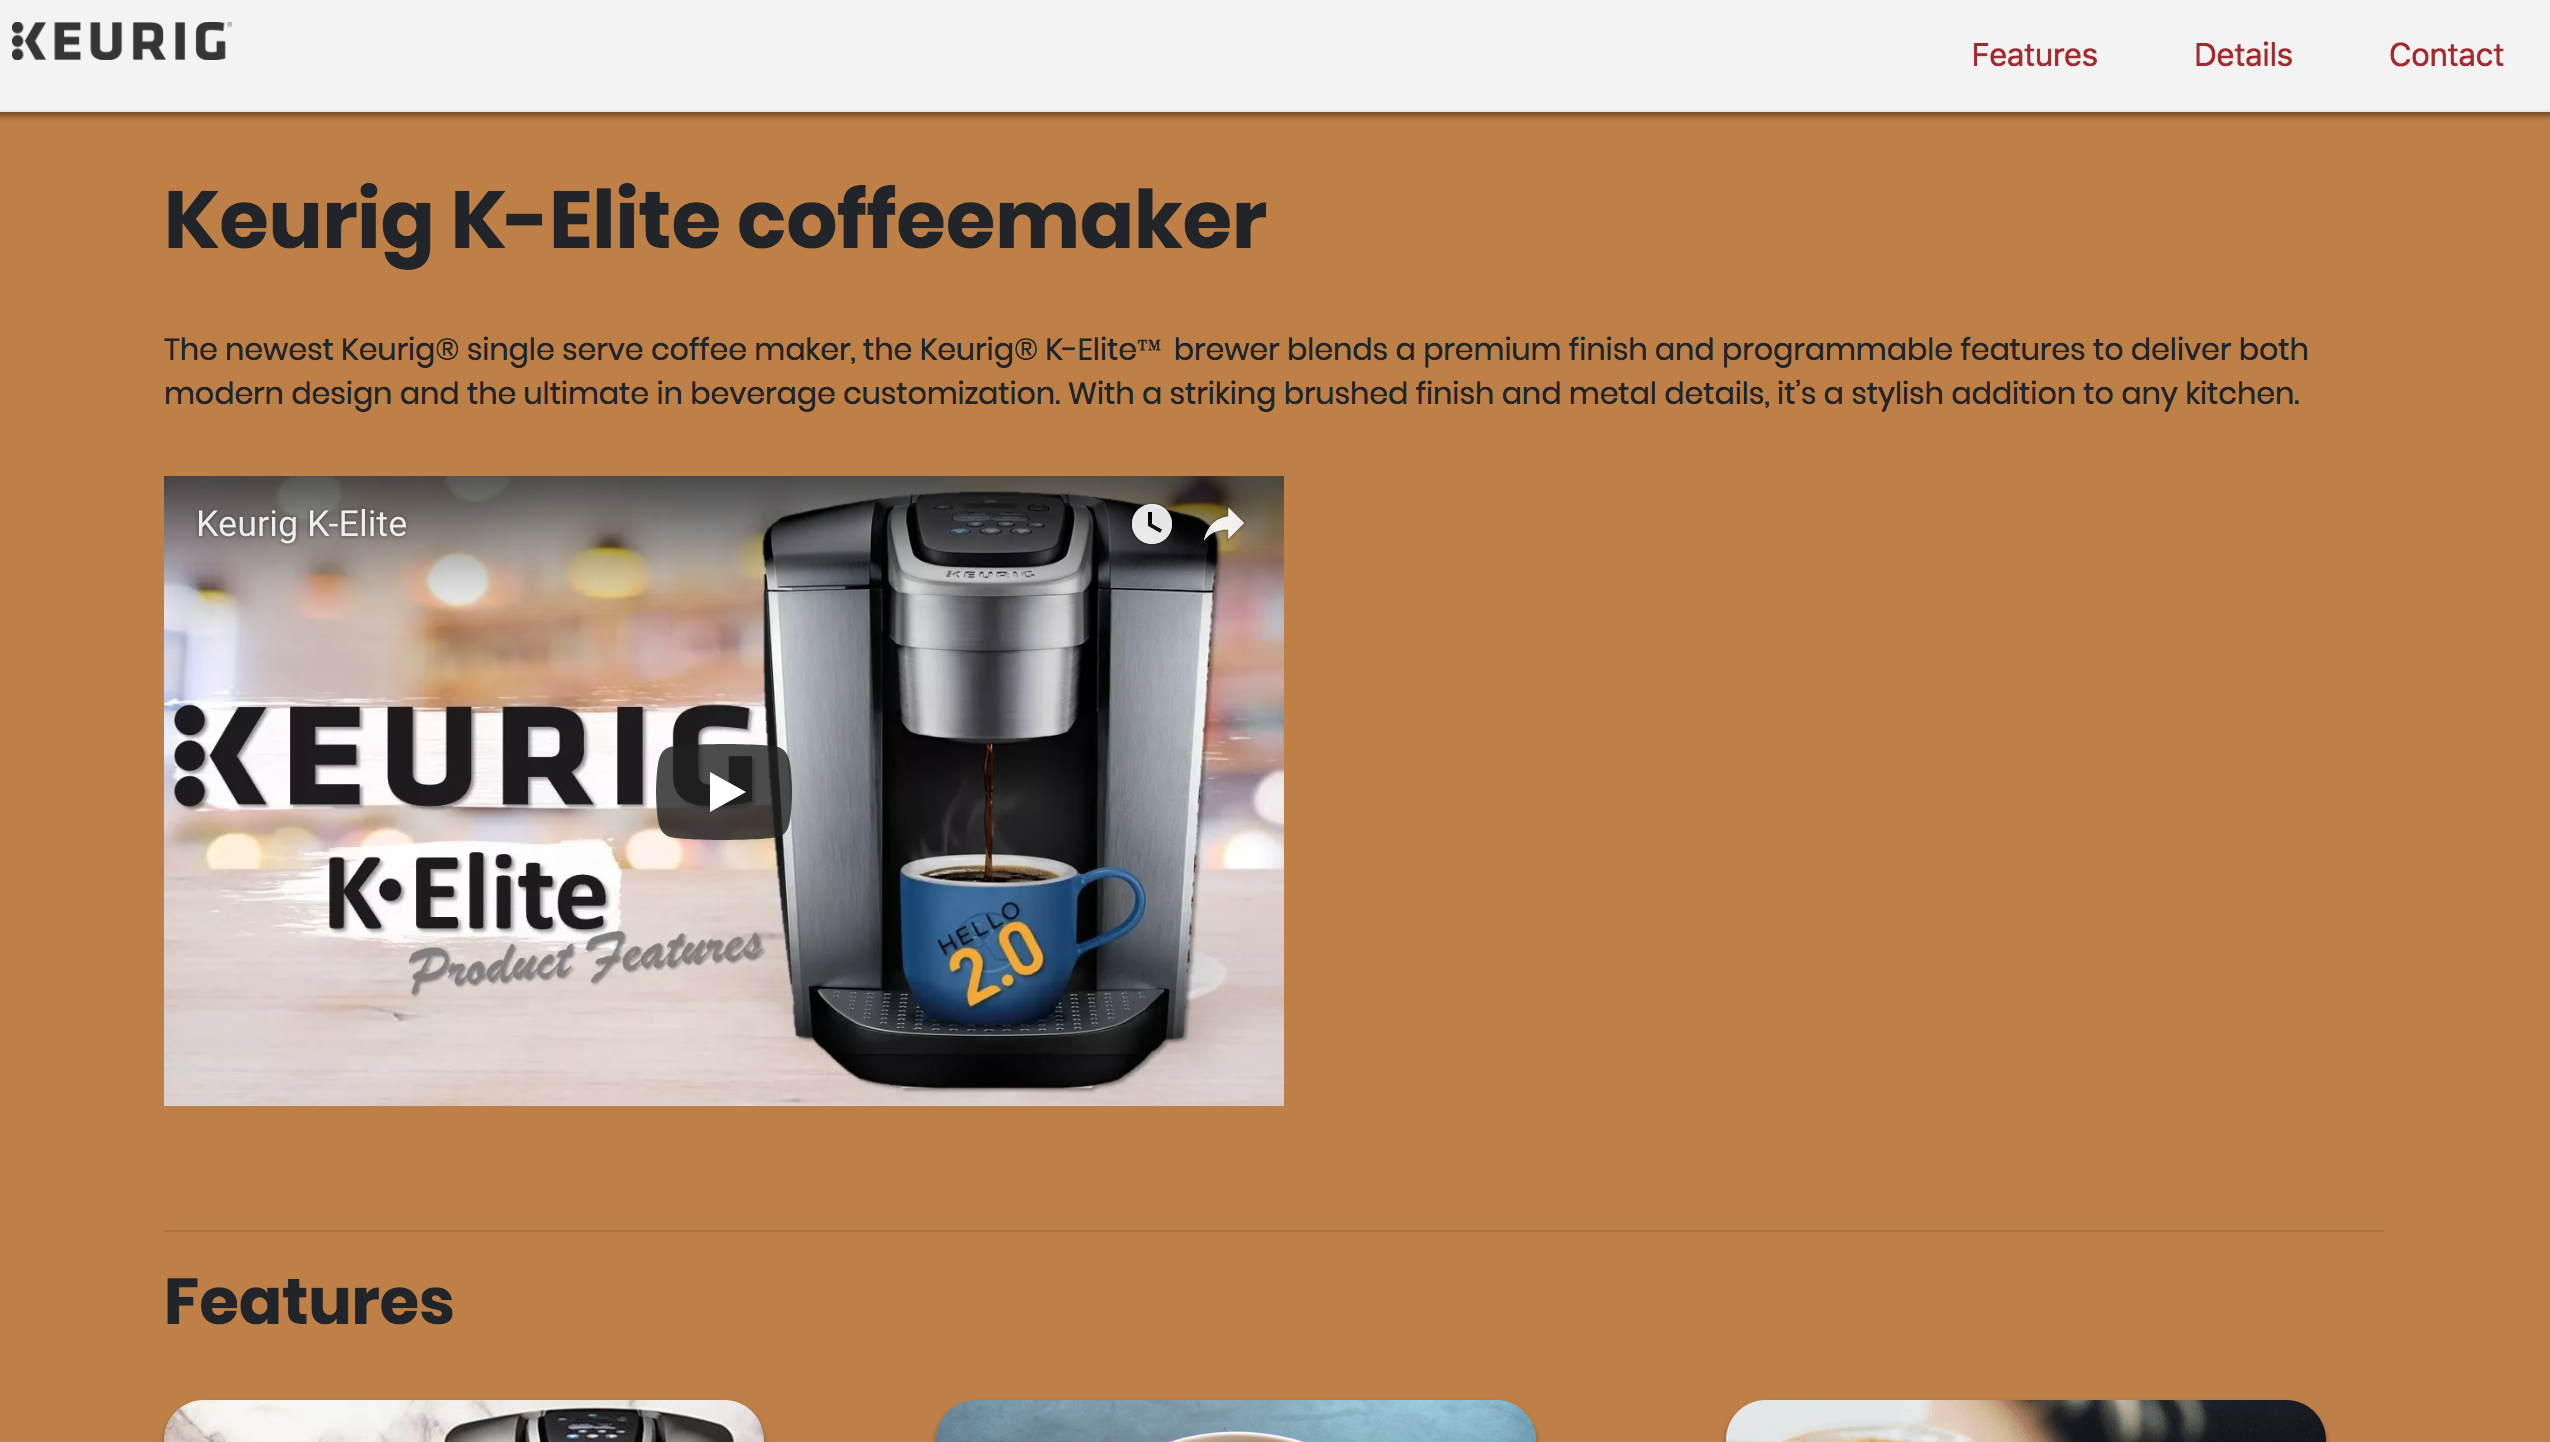 KEURIG
Features
Details
Contact
Keurig K-Elite coffeemaker
The newest Keurig® single serve coffee maker, the Keurig® K-Elite™ brewer blends a premium finish and programmable features to deliver both
modern design and the ultimate in beverage customization. With a striking brushed finish and metal details, it’s a stylish addition to any kitchen.
Keurig K-Elite
KEURIG
KEURIG
K•Elite
Product Features
HELLO
2.0
Features